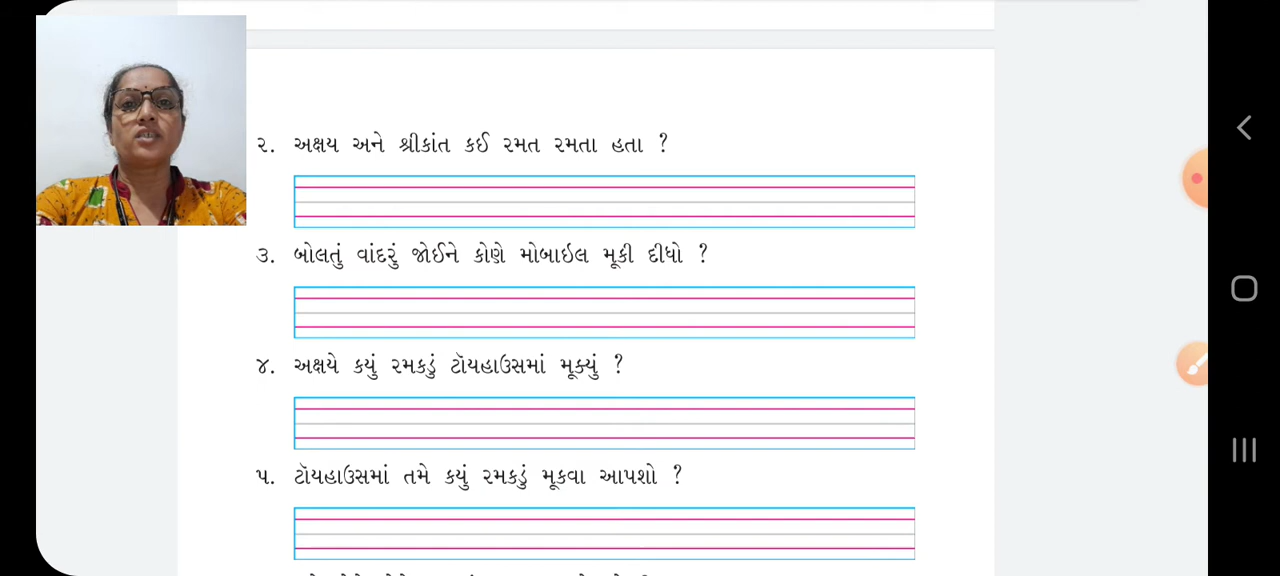 ૨. અક્ષય અને શ્રીકાંત કઈ રમત રમતા હતા ?
૩. બોલતું વાંદરું જોઈને કોણે મોબાઇલ મૂકી દીધો ?
૪. અક્ષયે કયું રમકડું ટૉયહાઉસમાં મૂક્યું ?
૫. ટૉયહાઉસમાં તમે કયું રમકડું મૂકવા આપશો ?